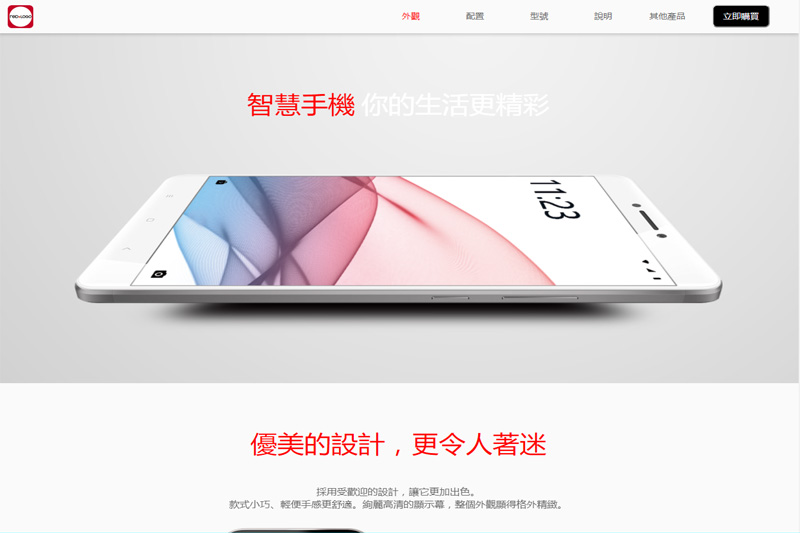 RED LOGO
外觀
配置
型號
說明
其他產品
立即購買
智慧手機 你的生活更精彩
11:23
優美的設計，更令人著迷
採用受歡迎的設計，讓它更加出色。
款式小巧、輕便手感更舒適。絢麗高清的顯示幕，整個外觀顯得格外精緻。